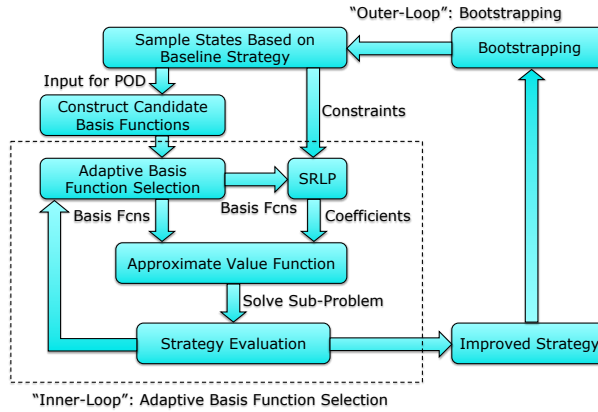 “Outer-Loop”: Bootstrapping
Sample States Based on
Baseline Strategy
Bootstrapping
Input for POD
Construct Candidate
Basis Functions
Constraints
Adaptive Basis
Function Selection
SRLP
Basis Fcns
Basis Fcns
Coefficients
Approximate Value Function
Solve Sub-Problem
Strategy Evaluation
Improved Strategy
“Inner-Loop”: Adaptive Basis Function Selection